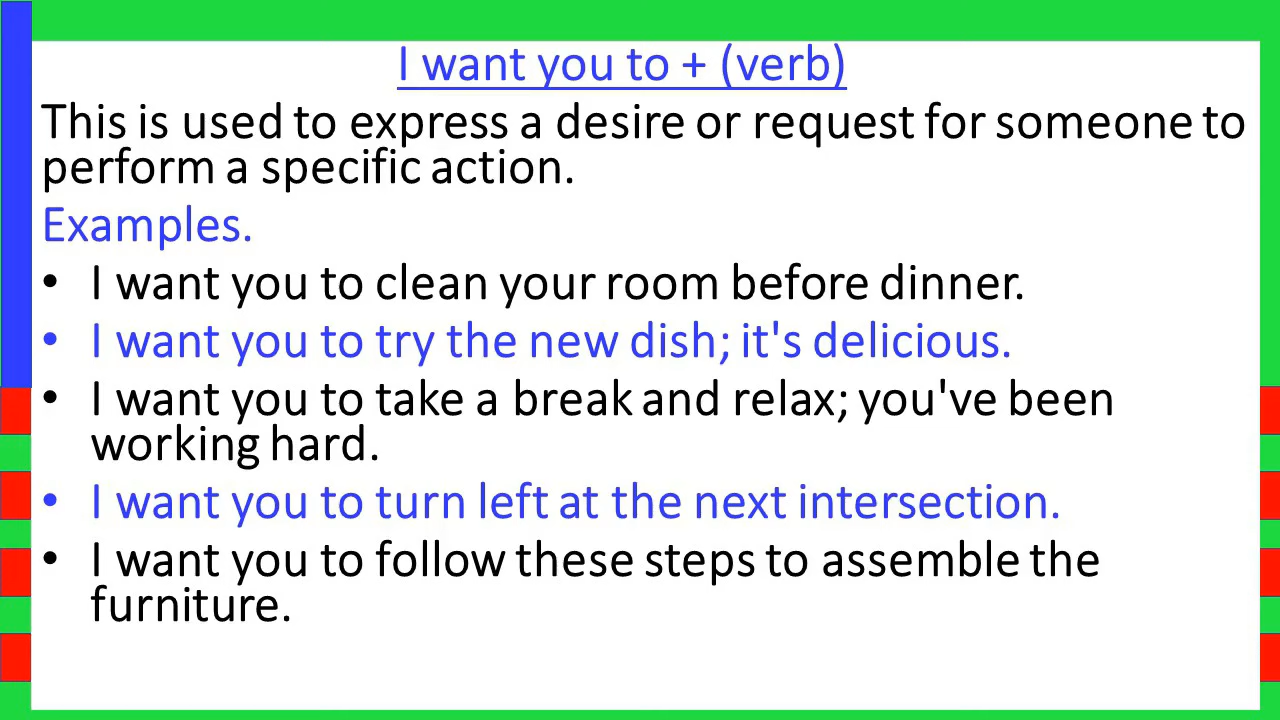 I want you to + (verb)
This is used to express a desire or request for someone to
perform a specific action.
Examples.
• I want you to clean your room before dinner.
• I want you to try the new dish; it's delicious.
• I want you to take a break and relax; you've been
working hard.
• I want you to turn left at the next intersection.
• I want you to follow these steps to assemble the
furniture.